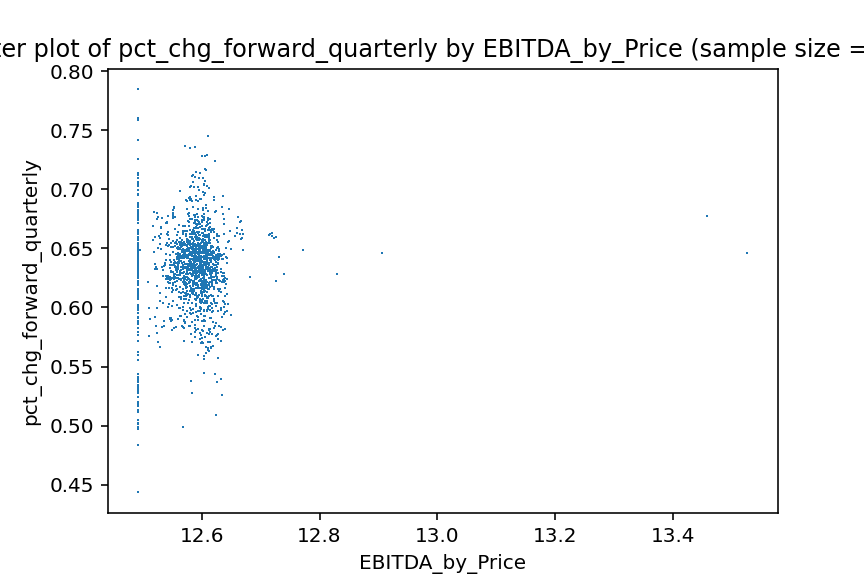 ter plot of pct_chg_forward_quarterly by EBITDA_by_Price (sample size =
0.80
0.75
0.70
0.65
0.60
0.55
0.50
0.45
pct_chg_forward_quarterly
12.6 12.8 13.0 13.2 13.4
EBITDA_by_Price